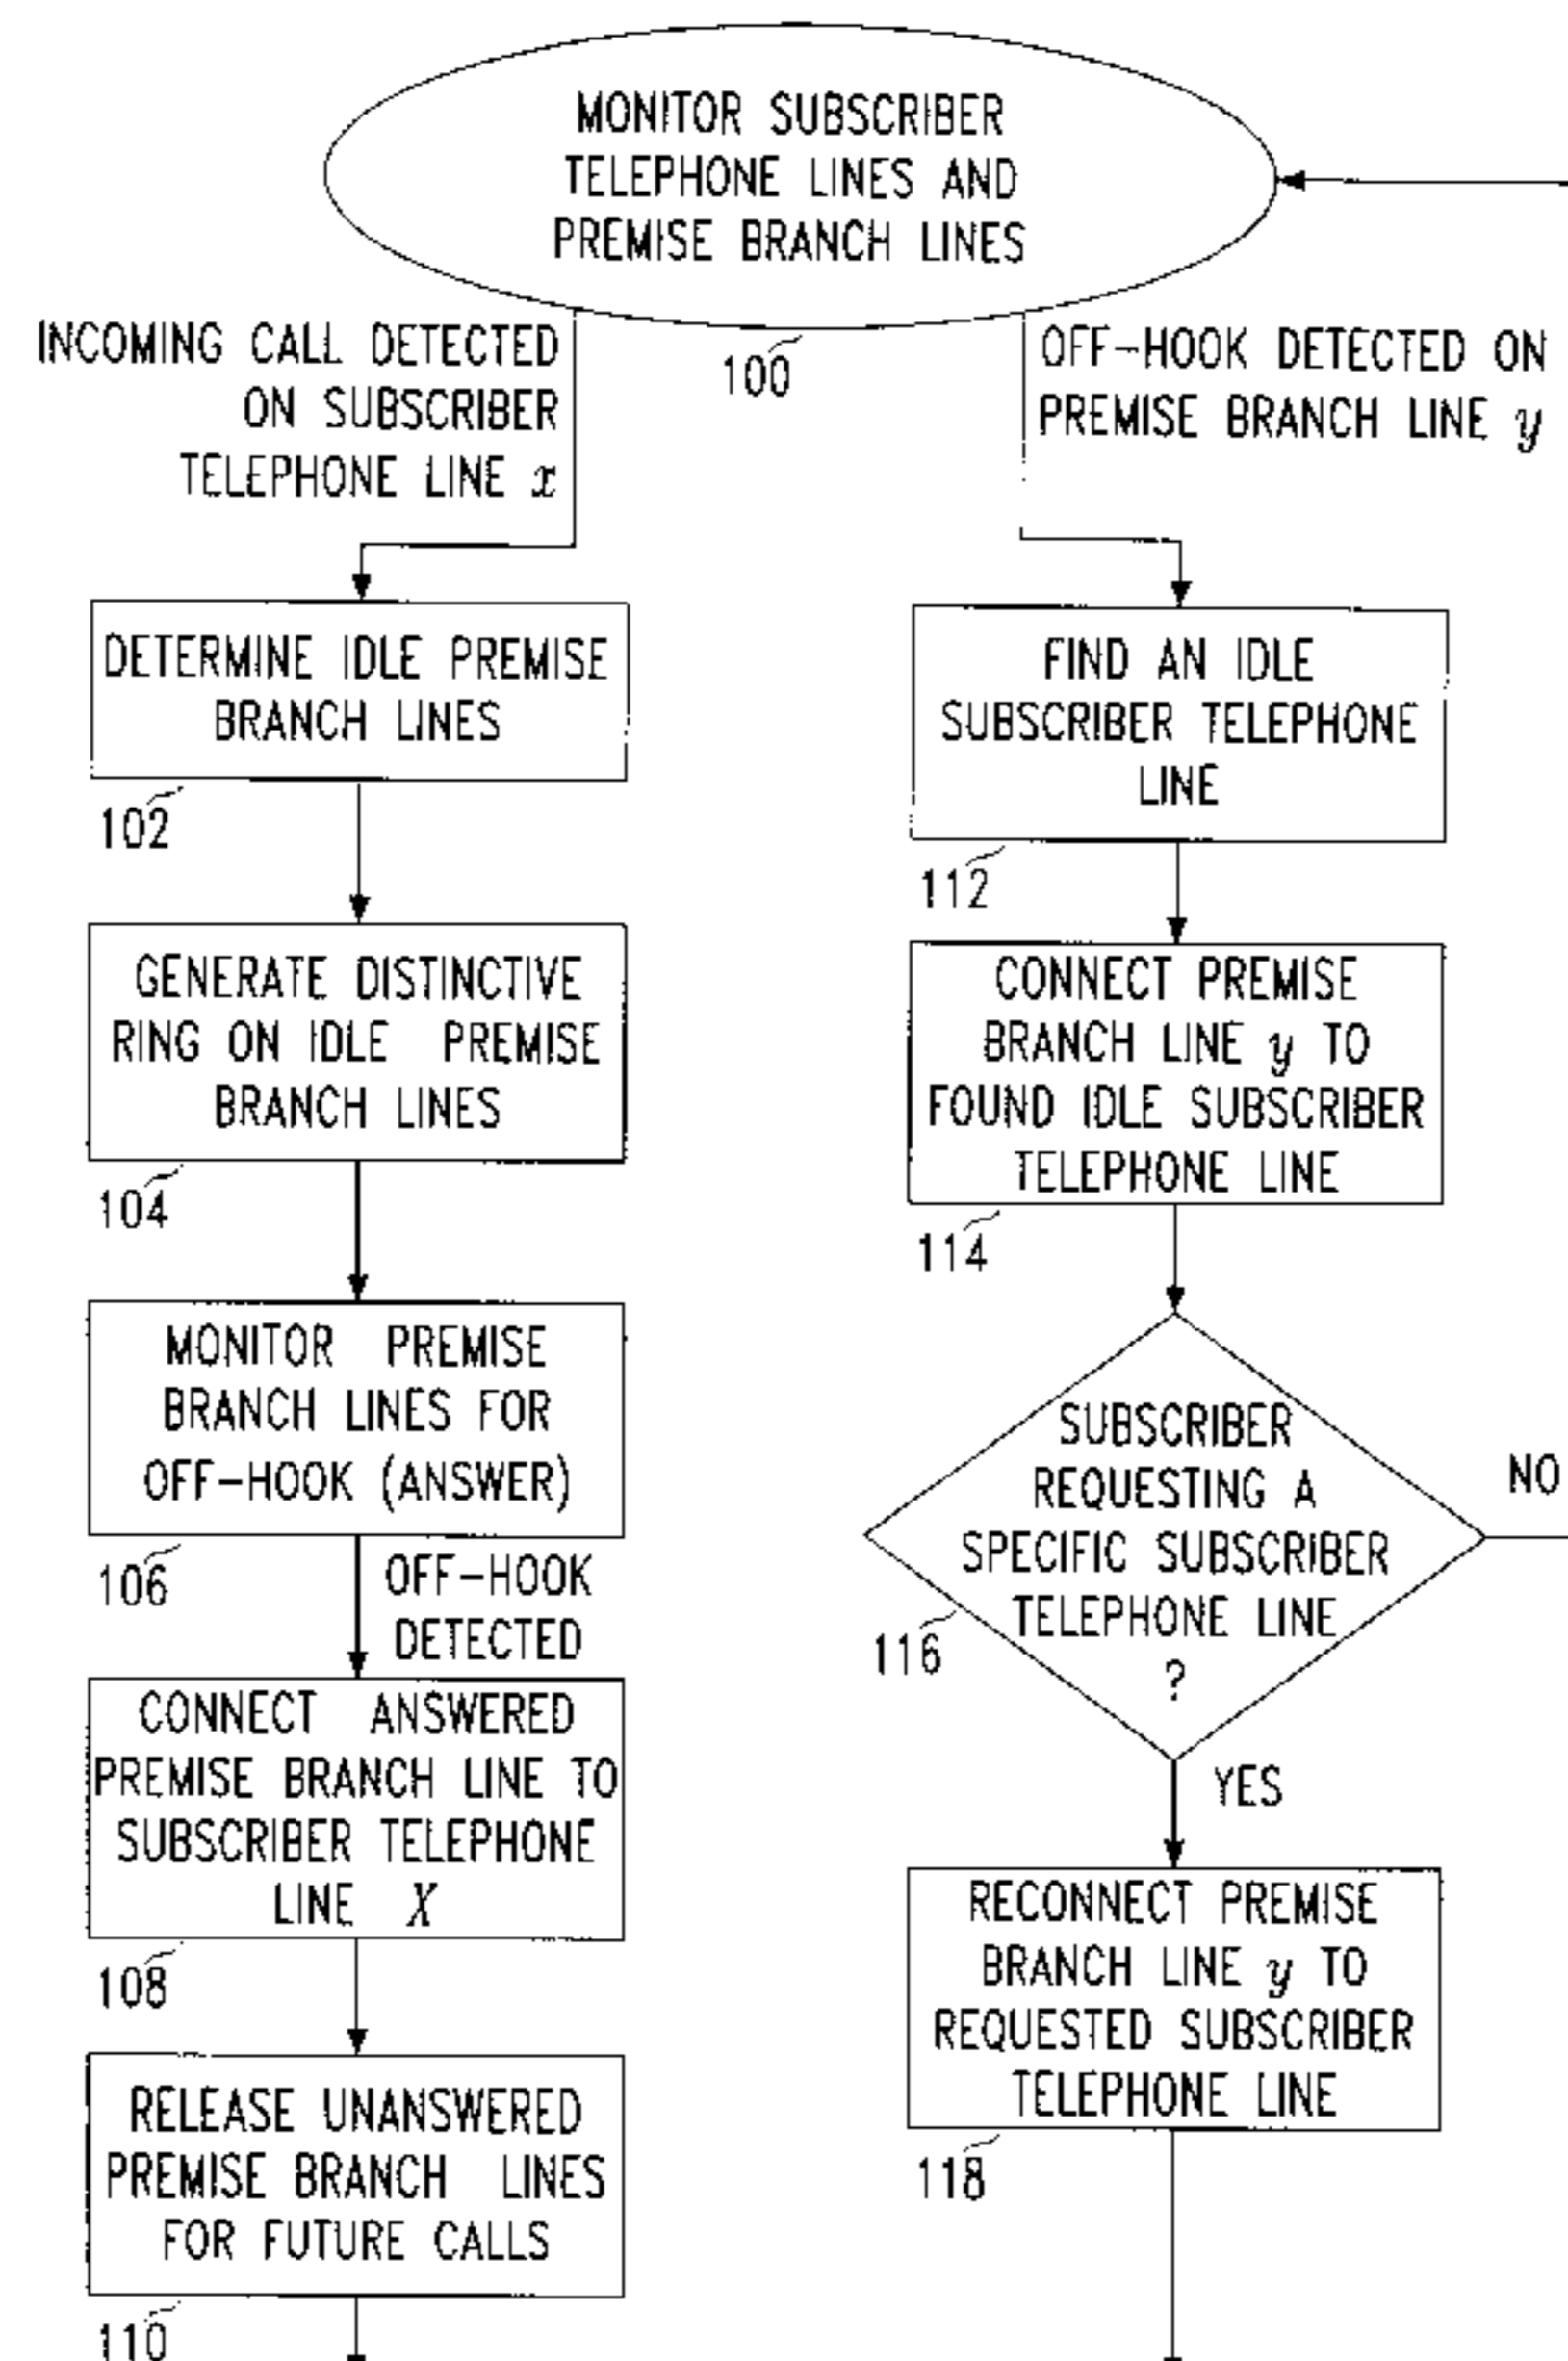 MONITOR SUBSCRIBER
TELEPHONE LINES AND
PREMISE BRANCH LINES
100
INCOMING CALL DETECTED
ON SUBSCRIBER
TELEPHONE LINE x
DETERMINE IDLE PREMISE
BRANCH LINES
102
GENERATE DISTINCTIVE
RING ON IDLE PREMISE
BRANCH LINES
104
MONITOR PREMISE
BRANCH LINES FOR
OFF-HOOK (ANSWER)
106
OFF-HOOK
DETECTED
CONNECT ANSWERED
PREMISE BRANCH LINE TO
SUBSCRIBER TELEPHONE
LINE X
108
RELEASE UNANSWERED
PREMISE BRANCH LINES
FOR FUTURE CALLS
110
OFF-HOOK DETECTED ON
PREMISE BRANCH LINE y
FIND AN IDLE
SUBSCRIBER TELEPHONE
LINE
112
CONNECT PREMISE
BRANCH LINE y TO
FOUND IDLE SUBSCRIBER
TELEPHONE LINE
114
SUBSCRIBER
REQUESTING A
SPECIFIC SUBSCRIBER
TELEPHONE LINE
?
116
NO
YES
RECONNECT PREMISE
BRANCH LINE y TO
REQUESTED SUBSCRIBER
TELEPHONE LINE
118